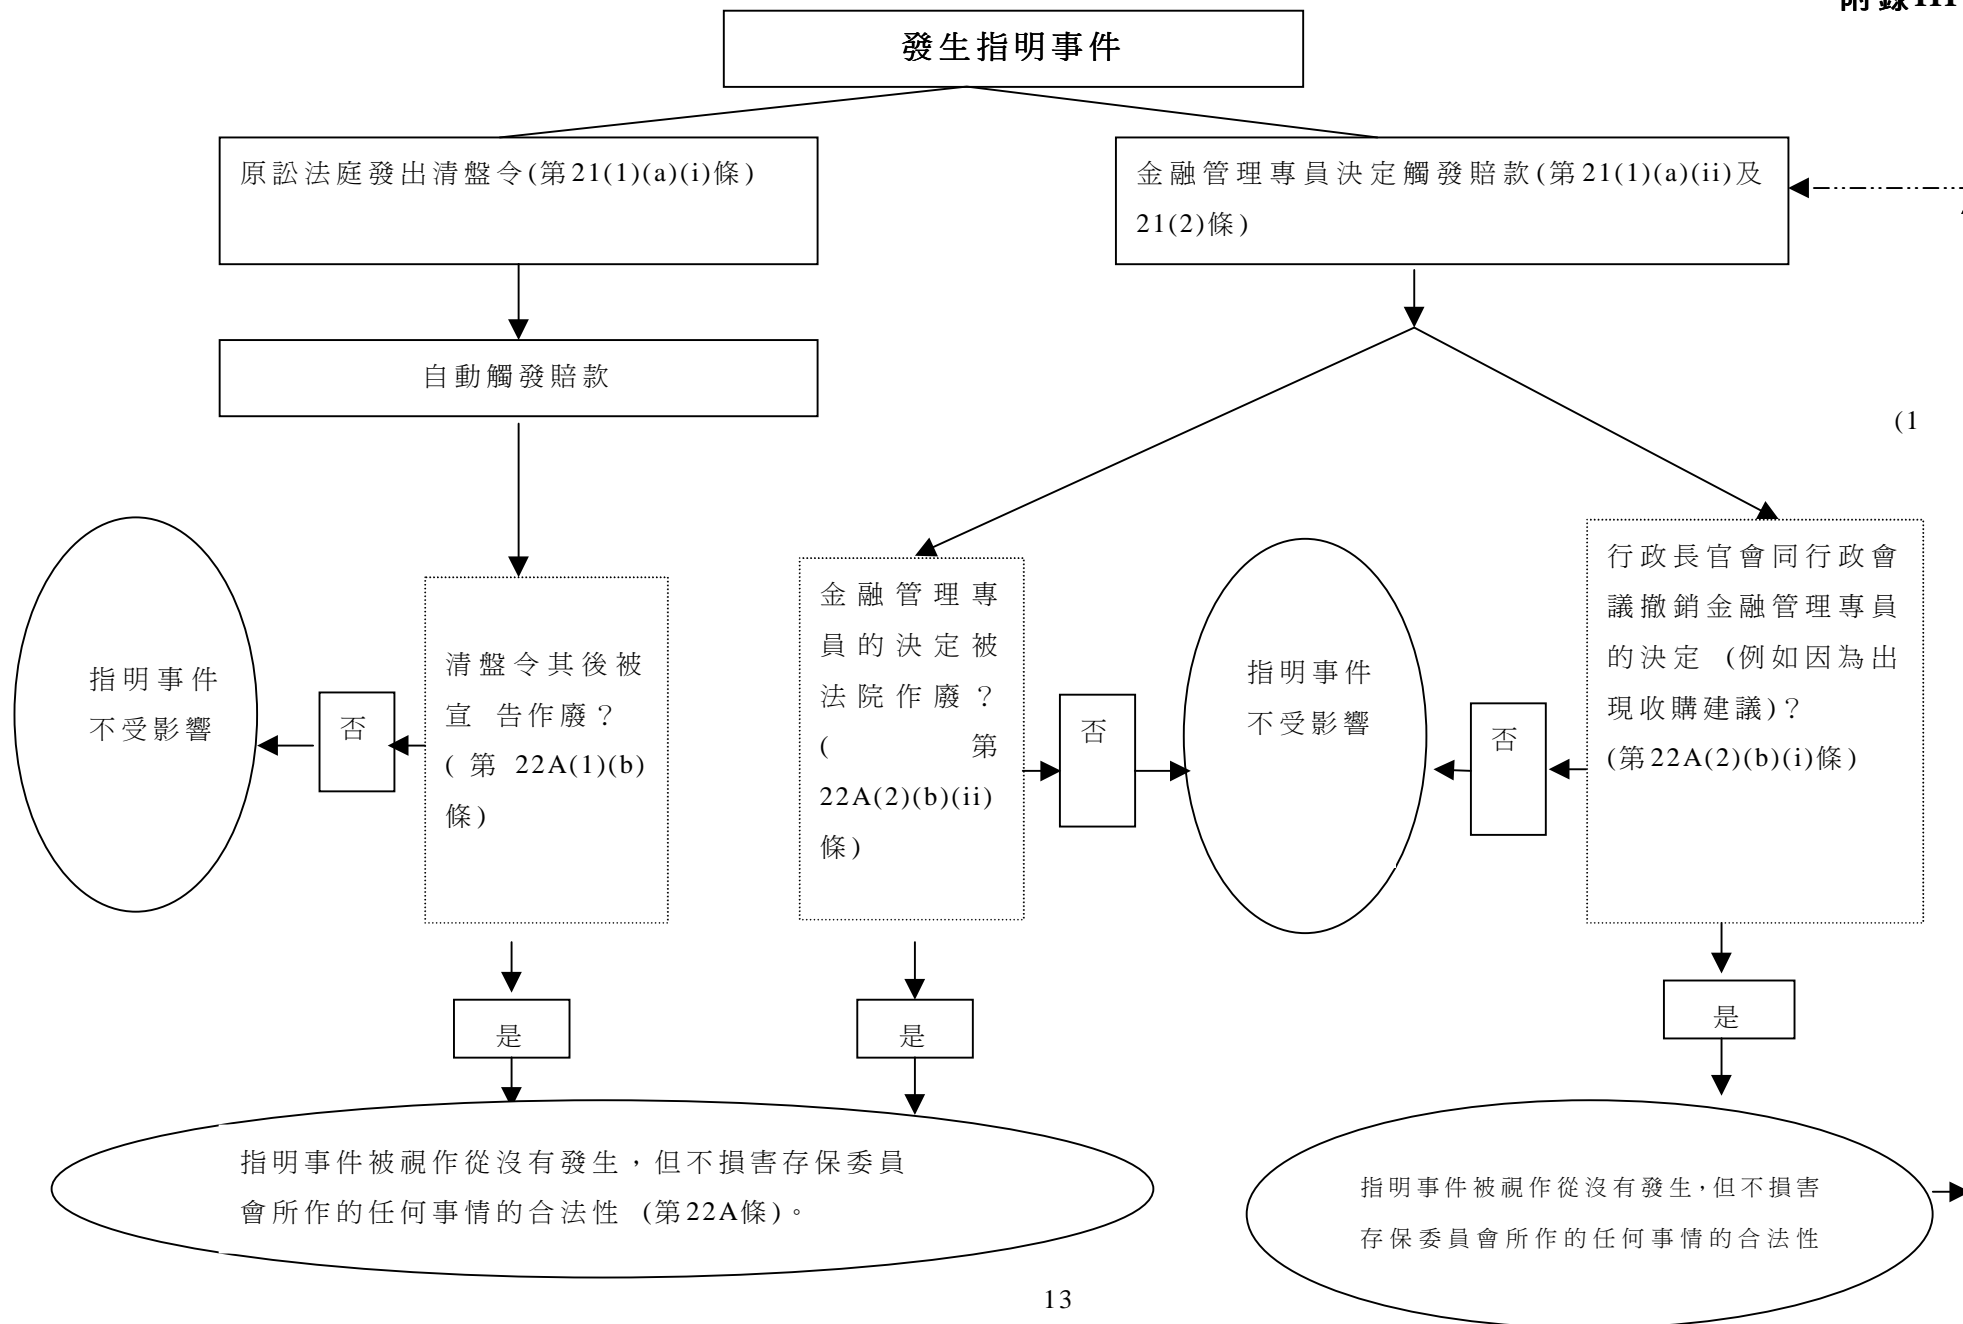 附錄III
發生指明事件
原訟法庭發出清盤令(第21(1)(a)(i)條)
金融管理專員決定觸發賠款(第21(1)(a)(ii)及
21(2)條)
自動觸發賠款
(1
指明事件
不受影響
否
清盤令其後被
宣 告作廢？
( 第 22A(1)(b)
條)
金融管理專
員的決定被
法院作廢？
( 第
22A(2)(b)(ii)
條)
否
指明事件
不受影響
否
行政長官會同行政會
議撤銷金融管理專員
的決定 (例如因為出
現收購建議)？
(第22A(2)(b)(i)條)
是
是
是
指明事件被視作從沒有發生，但不損害存保委員
會所作的任何事情的合法性 (第22A條)。
指明事件被視作從沒有發生，但不損害
存保委員會所作的任何事情的合法性
13